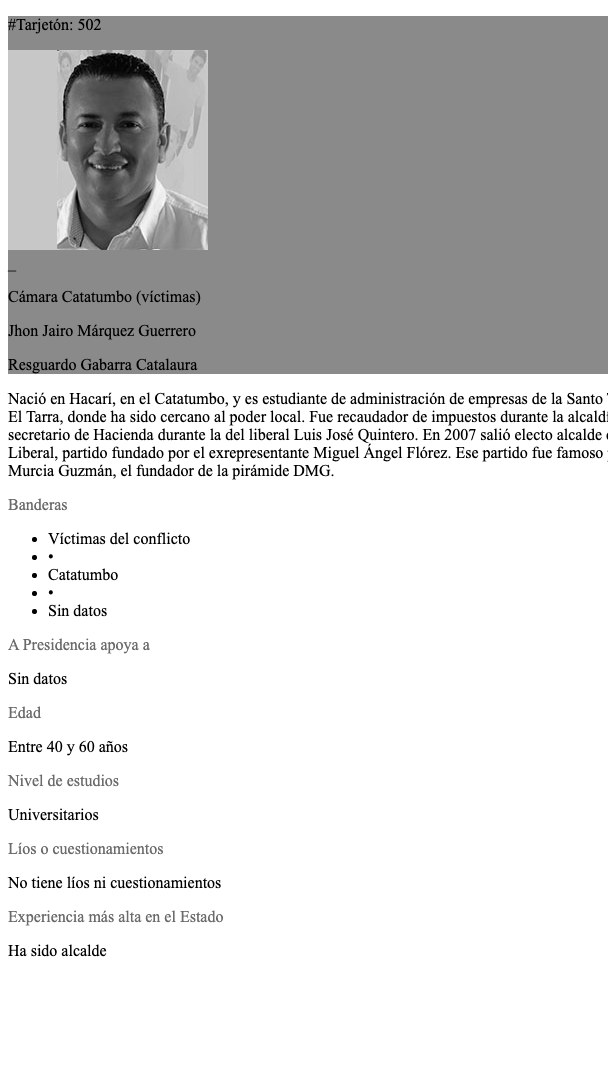 #Tarjetón: 502
_
Cámara Catatumbo (víctimas)
Jhon Jairo Márquez Guerrero
Resguardo Gabarra Catalaura
Nació en Hacarí, en el Catatumbo, y es estudiante de administración de empresas de la Santo
El Tarra, donde ha sido cercano al poder local. Fue recaudador de impuestos durante la
secretario de Hacienda durante la del liberal Luis José Quintero. En 2007 salió electo alcalde
Liberal, partido fundado por el exrepresentante Miguel Ángel Flórez. Ese partido fue famoso
Murcia Guzmán, el fundador de la pirámide DMG.
Banderas
• Víctimas del conflicto
• •
• Catatumbo
• •
• Sin datos
A Presidencia apoya a
Sin datos
Edad
Entre 40 y 60 años
Nivel de estudios
Universitarios
Líos o cuestionamientos
No tiene líos ni cuestionamientos
Experiencia más alta en el Estado
Ha sido alcalde